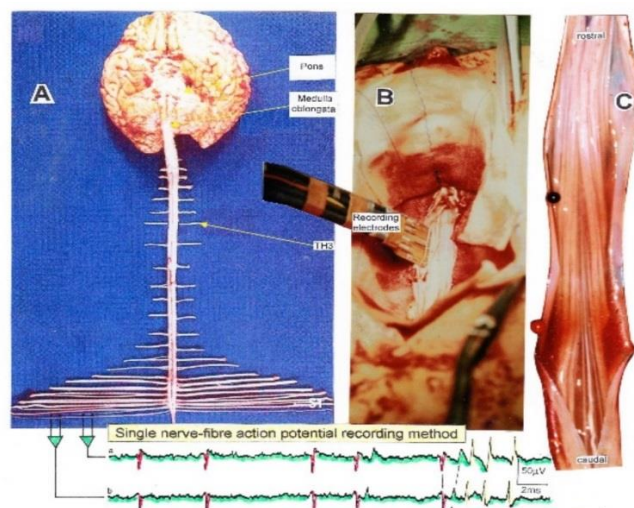 A
Pons
Medulla
oblongata
TH3
S1
B
Recording
electrodes
rostral
C
caudal
Single nerve-fibre action potential recording method
a
b
50µV
2ms